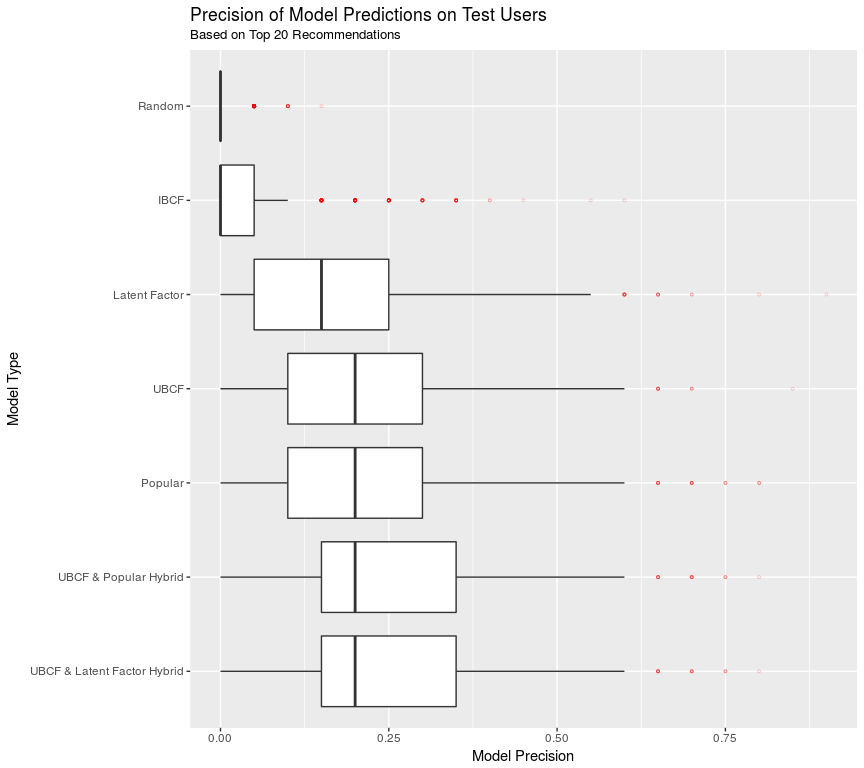 Precision of Model Predictions on Test Users
Based on Top 20 Recommendations
Model Type
Random
IBCF
Latent Factor
UBCF
Popular
UBCF & Popular Hybrid
UBCF & Latent Factor Hybrid
0.00 0.25 0.50 0.75
Model Precision